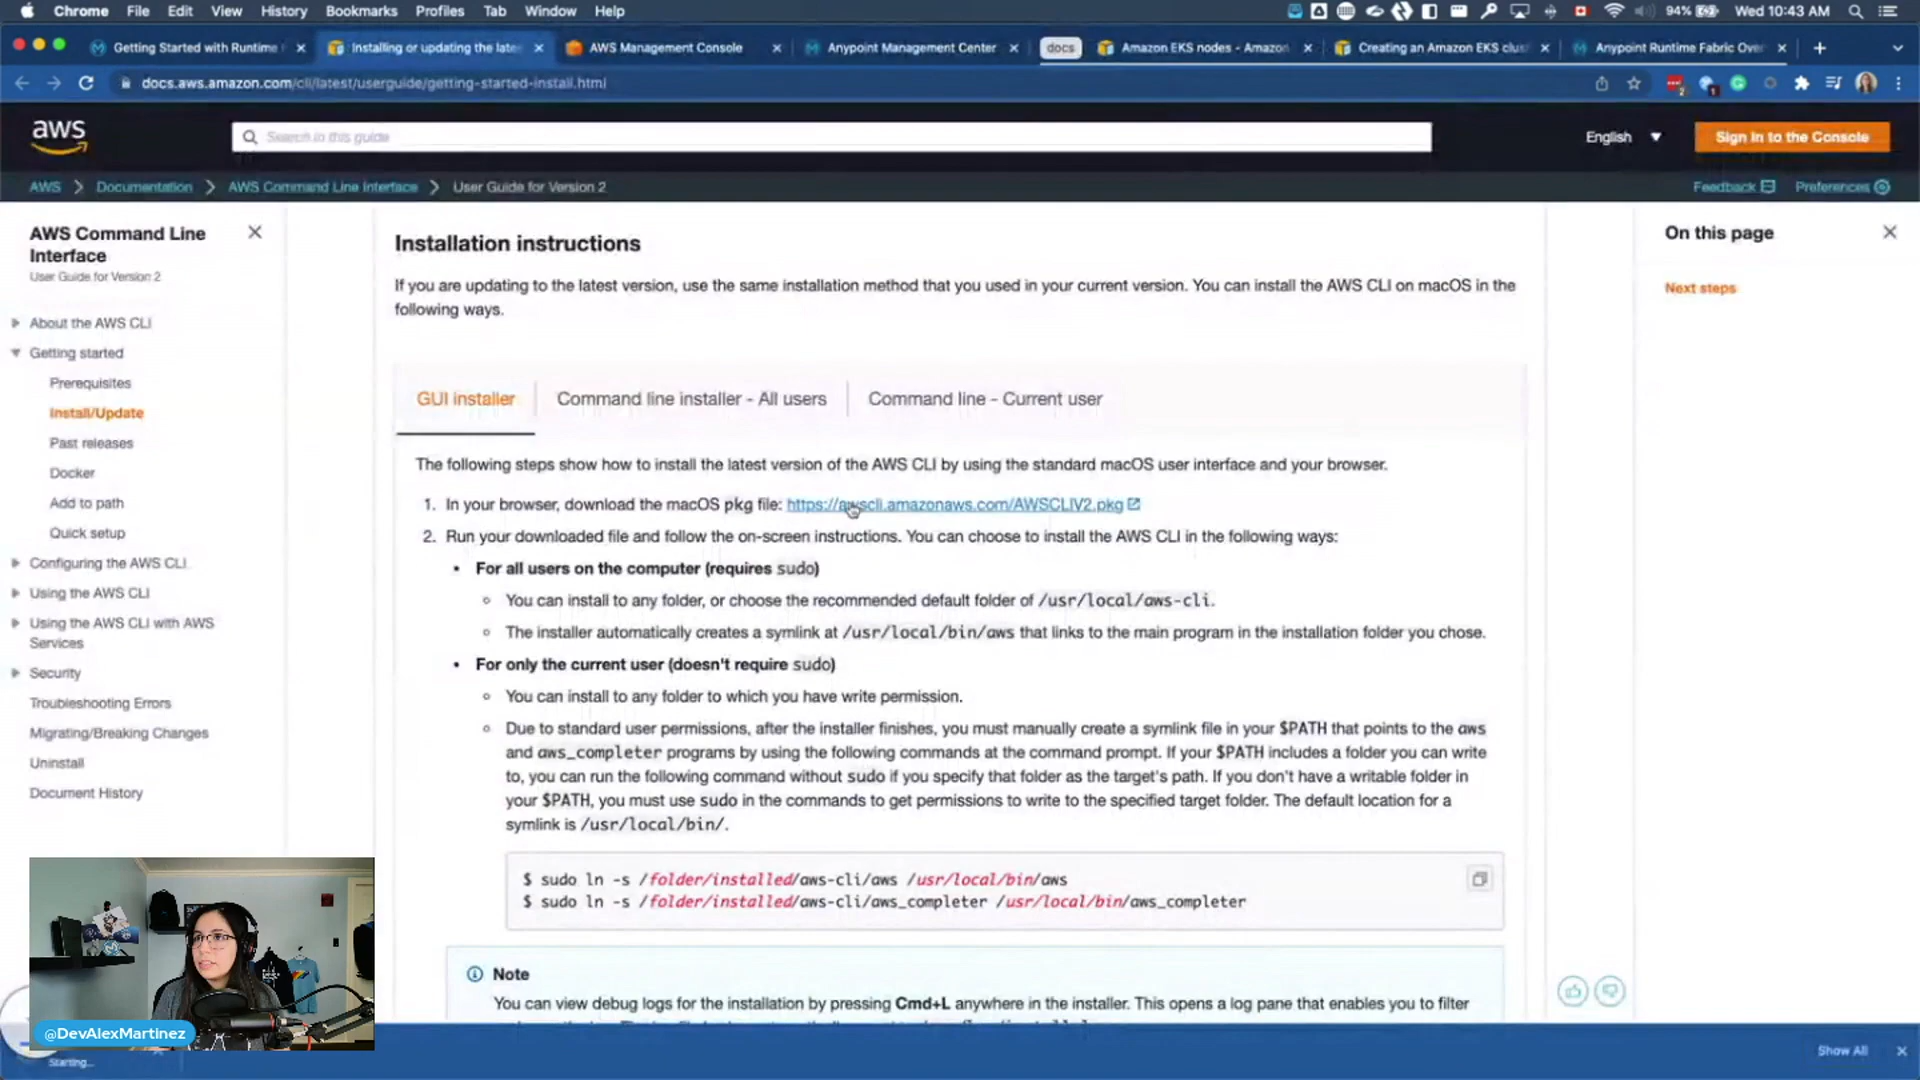 Chrome File Edit View History Bookmarks Profiles Tab Window Help 94% Wed 10:43 AM
Getting Started with Runtime Installing or updating the late AWS Management Console Anypoint Management Center docs Amazon EKS nodes - Amazon Creating an Amazon EKS clus Anypoint Runtime Fabric Ove
docs.aws.amazon.com/cli/latest/userguide/getting-started-install.html
aws Search in this guide English Sign In to the Console
AWS > Documentation > AWS Command Line Interface > User Guide for Version 2 Feedback Preferences
AWS Command Line
Interface
User Guide for Version 2
About the AWS CLI
Getting started
Prerequisites
Install/Update
Past releases
Docker
Add to path
Quick setup
Configuring the AWS CLI
Using the AWS CLI
Using the AWS CLI with AWS
Services
Security
Troubleshooting Errors
Migrating/Breaking Changes
Uninstall
Document History
Installation instructions
If you are updating to the latest version, use the same installation method that you used in your current version. You can install the AWS CLI on macOS in the
following ways.
GUI installer Command line installer - All users Command line - Current user
The following steps show how to install the latest version of the AWS CLI by using the standard macOS user interface and your browser.
1. In your browser, download the macOS pkg file: https://awscli.amazonaws.com/AWSCLIV2.pkg
2. Run your downloaded file and follow the on-screen instructions. You can choose to install the AWS CLI in the following ways:
• For all users on the computer (requires sudo)
◦ You can install to any folder, or choose the recommended default folder of /usr/local/aws-cli.
◦ The installer automatically creates a symlink at /usr/local/bin/aws that links to the main program in the installation folder you chose.
• For only the current user (doesn't require sudo)
◦ You can install to any folder to which you have write permission.
◦ Due to standard user permissions, after the installer finishes, you must manually create a symlink file in your $PATH that points to the aws
and aws_completer programs by using the following commands at the command prompt. If your $PATH includes a folder you can write
to, you can run the following command without sudo if you specify that folder as the target's path. If you don't have a writable folder in
your $PATH, you must use sudo in the commands to get permissions to write to the specified target folder. The default location for a
symlink is /usr/local/bin/.
$ sudo ln -s /folder/installed/aws-cli/aws /usr/local/bin/aws
$ sudo ln -s /folder/installed/aws-cli/aws_completer /usr/local/bin/aws_completer
Note
You can view debug logs for the installation by pressing Cmd+L anywhere in the installer. This opens a log pane that enables you to filter
On this page
Next steps
@DevAlexMartinez
Starting...
Show All